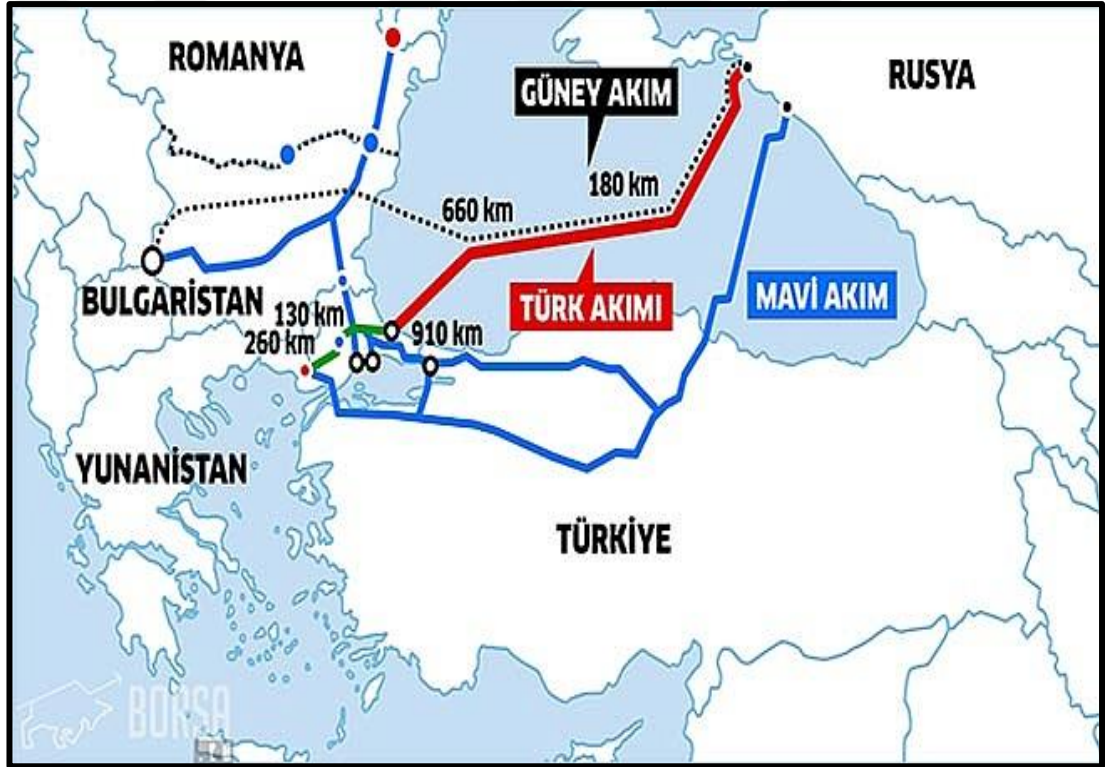 ROMANYA
GÜNEY AKIM
RUSYA
180 km
660 km
BULGARİSTAN
TÜRK AKIMI
MAVİ AKIM
130 km
260 km
910 km
YUNANİSTAN
TÜRKİYE
BORSA